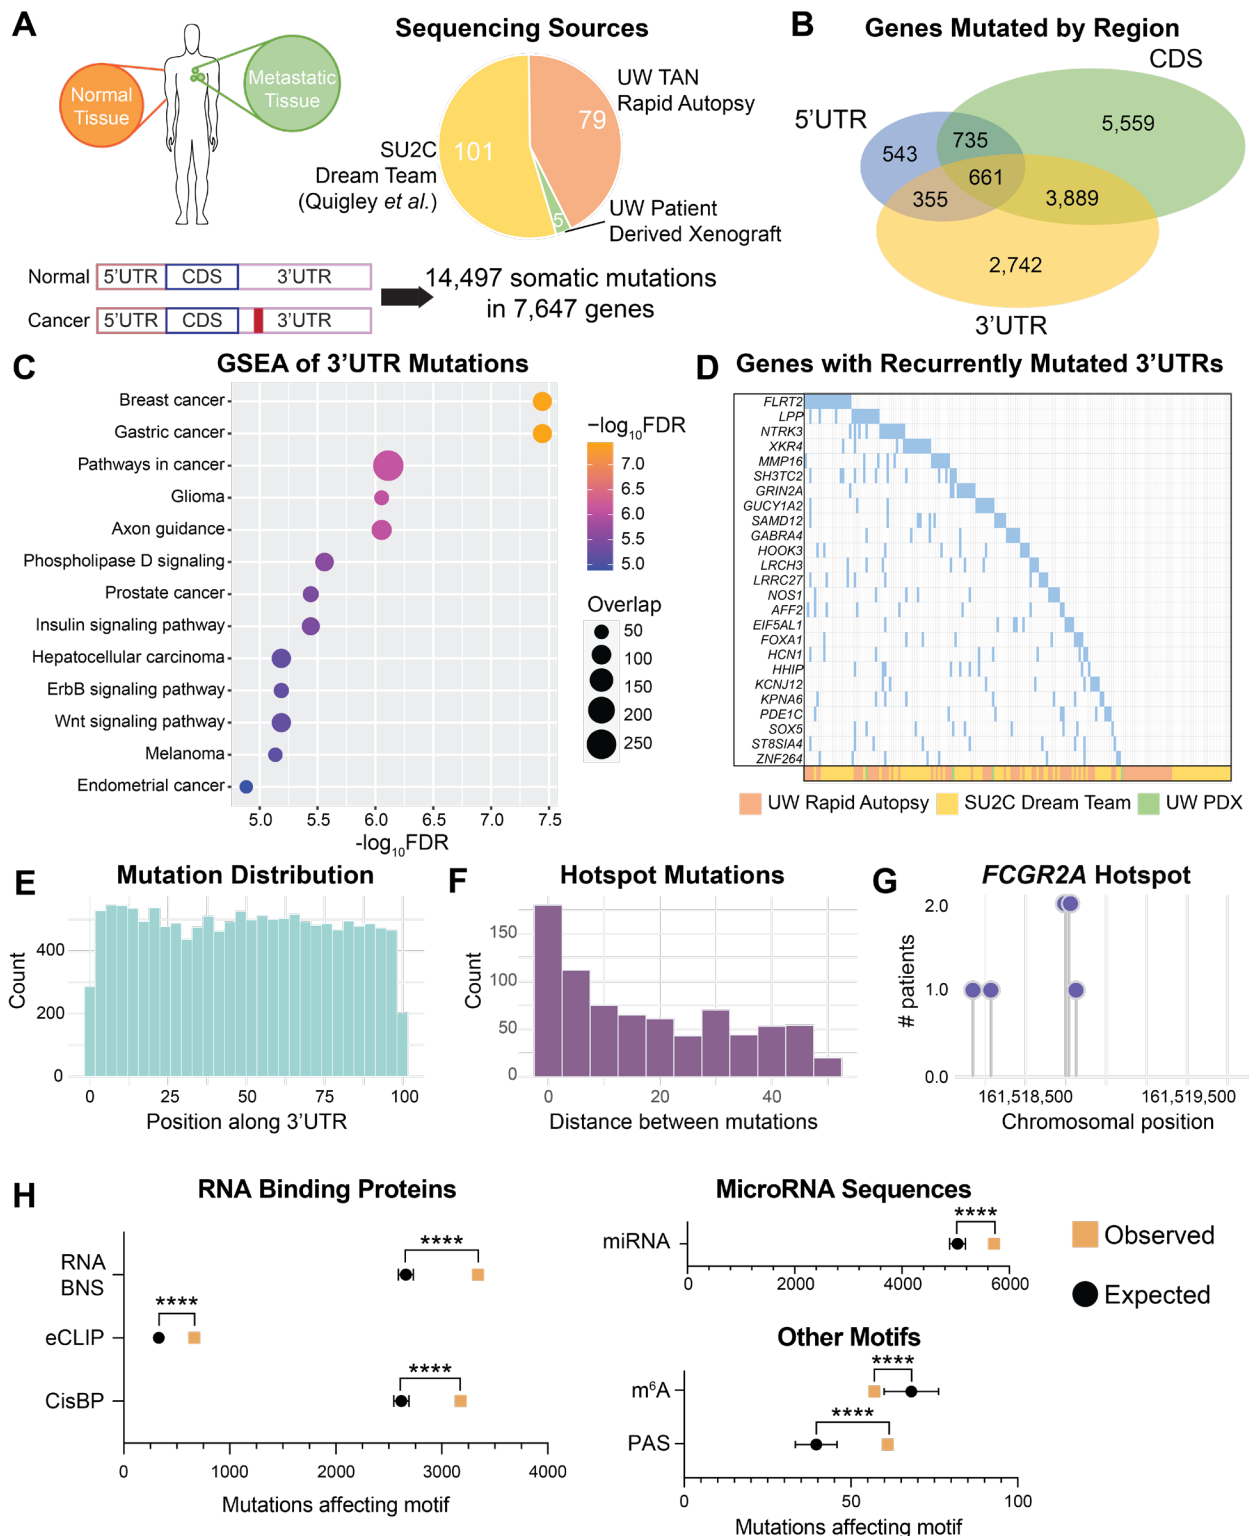 A
Sequencing Sources
Normal
Tissue
Metastatic
Tissue
UW TAN
Rapid Autopsy
79
SU2C
Dream Team
(Quigley et al.)
101
5
UW Patient
Derived Xenograft
Normal 5'UTR CDS 3'UTR
Cancer 5'UTR CDS 3'UTR
14,497 somatic mutations
in 7,647 genes
B
Genes Mutated by Region
CDS
5'UTR
543
735
5,559
661
355
3,889
2,742
3'UTR
C
GSEA of 3'UTR Mutations
Breast cancer
Gastric cancer
Pathways in cancer
Glioma
Axon guidance
Phospholipase D signaling
Prostate cancer
Insulin signaling pathway
Hepatocellular carcinoma
ErbB signaling pathway
Wnt signaling pathway
Melanoma
Endometrial cancer
5.0 5.5 6.0 6.5 7.0 7.5
-log10FDR
−log10FDR
7.0
6.5
6.0
5.5
5.0
Overlap
50
100
150
200
250
D
Genes with Recurrently Mutated 3'UTRs
FLRT2
LPP
NTRK3
XKR4
MMP16
SH3TC2
GRIN2A
GUCY1A2
SAMD12
GABRA4
HOOK3
LRCH3
LRRC27
NOS1
AFF2
EIF5AL1
FOXA1
HCN1
HHIP
KCNJ12
KPNA6
PDE1C
SOX5
ST8SIA4
ZNF264
UW Rapid Autopsy SU2C Dream Team UW PDX
E
Mutation Distribution
Count
400
200
0
0 25 50 75 100
Position along 3'UTR
F
Hotspot Mutations
Count
150
100
50
0
0 20 40
Distance between mutations
G
FCGR2A Hotspot
# patients
2.0
1.0
0.0
161,518,500 161,519,500
Chromosomal position
H
RNA Binding Proteins
RNA
BNS
****
eCLIP
****
CisBP
****
0 1000 2000 3000 4000
Mutations affecting motif
MicroRNA Sequences
miRNA
****
0 2000 4000 6000
Other Motifs
m⁶A
****
PAS
****
0 50 100
Mutations affecting motif
Observed
Expected